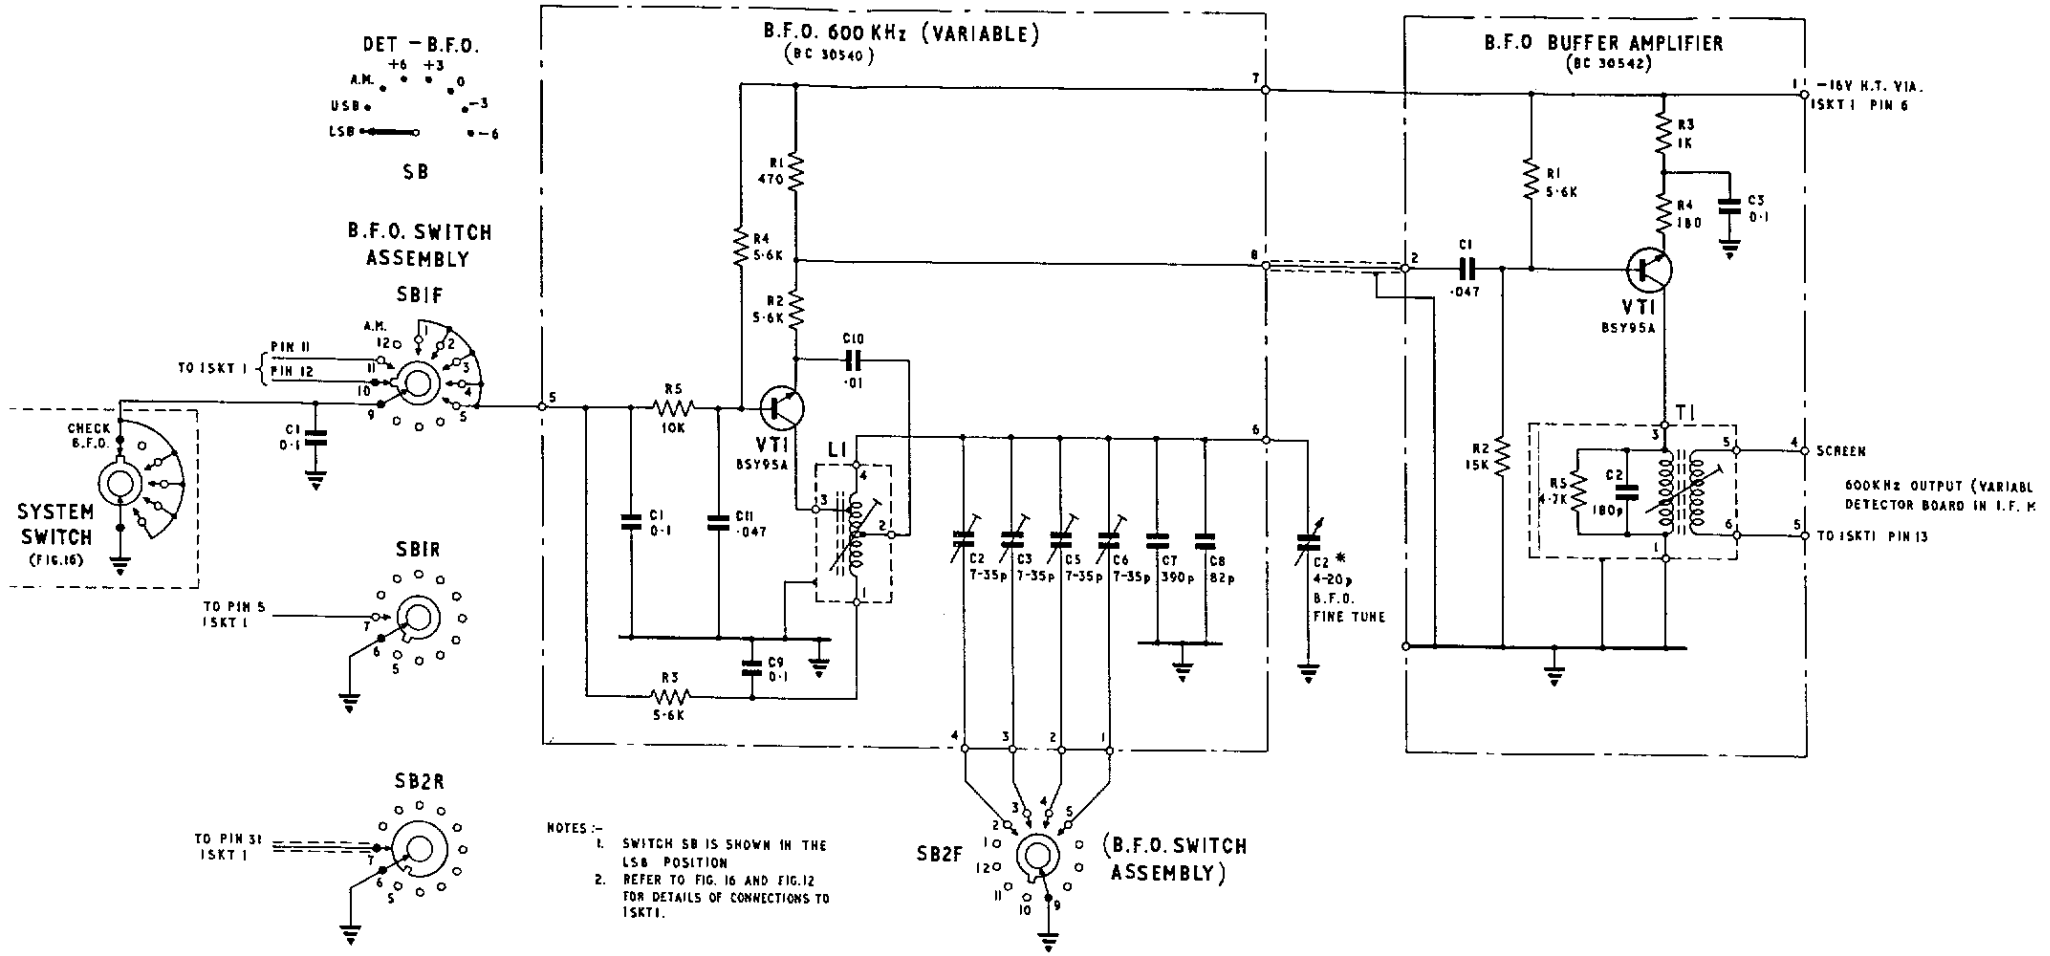 DET - B.F.O.
+6 +3
A.M. 0
USB -3
LSB -6
SB
B.F.O. SWITCH
ASSEMBLY
SB1F
A.M.
1
2
3
4
5
12
11
10
9
TO 1SKT 1
PIN 11
PIN 12
C1
0·1
CHECK
B.F.O.
SYSTEM
SWITCH
(FIG.16)
SB1R
TO PIN 5
1SKT 1
7
6
5
SB2R
TO PIN 31
1SKT 1
7
6
5
B.F.O. 600 KHz (VARIABLE)
(BC 30540)
7
R1
470
R4
5·6K
8
R2
5·6K
C10
·01
5
R5
10K
VT1
BSY95A
L1
4
3
2
1
6
C1
0·1
C11
·047
C2
7-35p
C3
7-35p
C5
7-35p
C6
7-35p
C7
390p
C8
82p
C2 *
4-20p
B.F.O.
FINE TUNE
C9
0·1
R3
5·6K
4 3 2 1
NOTES :-
1. SWITCH SB IS SHOWN IN THE
LSB POSITION
2. REFER TO FIG. 16 AND FIG.12
FOR DETAILS OF CONNECTIONS TO
1SKT1.
SB2F
1
2
3
4
5
12
11
10
9
(B.F.O. SWITCH
ASSEMBLY)
B.F.O BUFFER AMPLIFIER
(BC 30542)
1
-16V H.T. VIA.
1SKT 1 PIN 6
R3
1K
R1
5·6K
R4
180
C3
0·1
2
C1
·047
VT1
BSY95A
T1
3
5
4
SCREEN
R2
15K
R5
4·7K
C2
180p
600KHz OUTPUT (VARIABL
DETECTOR BOARD IN I.F. M
1
6
5
TO 1SKT1 PIN 13